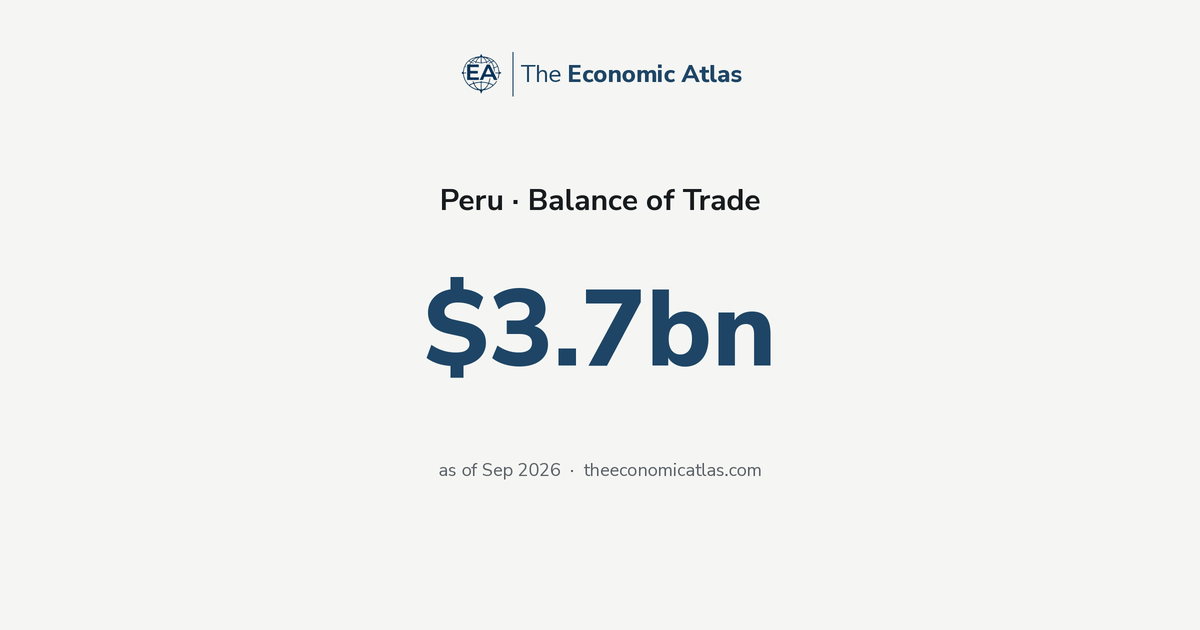 EA The Economic Atlas
Peru · Balance of Trade
$3.7bn
as of Sep 2026 · theeconomicatlas.com